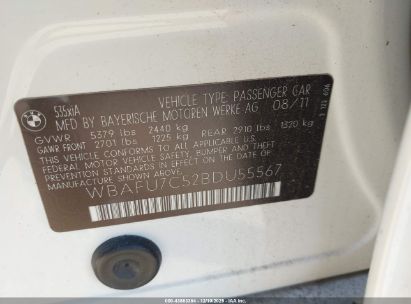 BMW
535xiA
VEHICLE TYPE: PASSENGER CAR
MFD BY BAYERISCHE MOTOREN WERKE AG 08/11
GVWR 5379 lbs 2440 kg
GAWR FRONT 2701 lbs 1225 kg REAR 2910 lbs 1320 kg
THIS VEHICLE CONFORMS TO ALL APPLICABLE
FEDERAL MOTOR VEHICLE SAFETY, BUMPER AND THEFT
PREVENTION STANDARDS IN EFFECT ON THE DATE OF
MANUFACTURE SHOWN ABOVE.
WBAFU7C52BDU55567